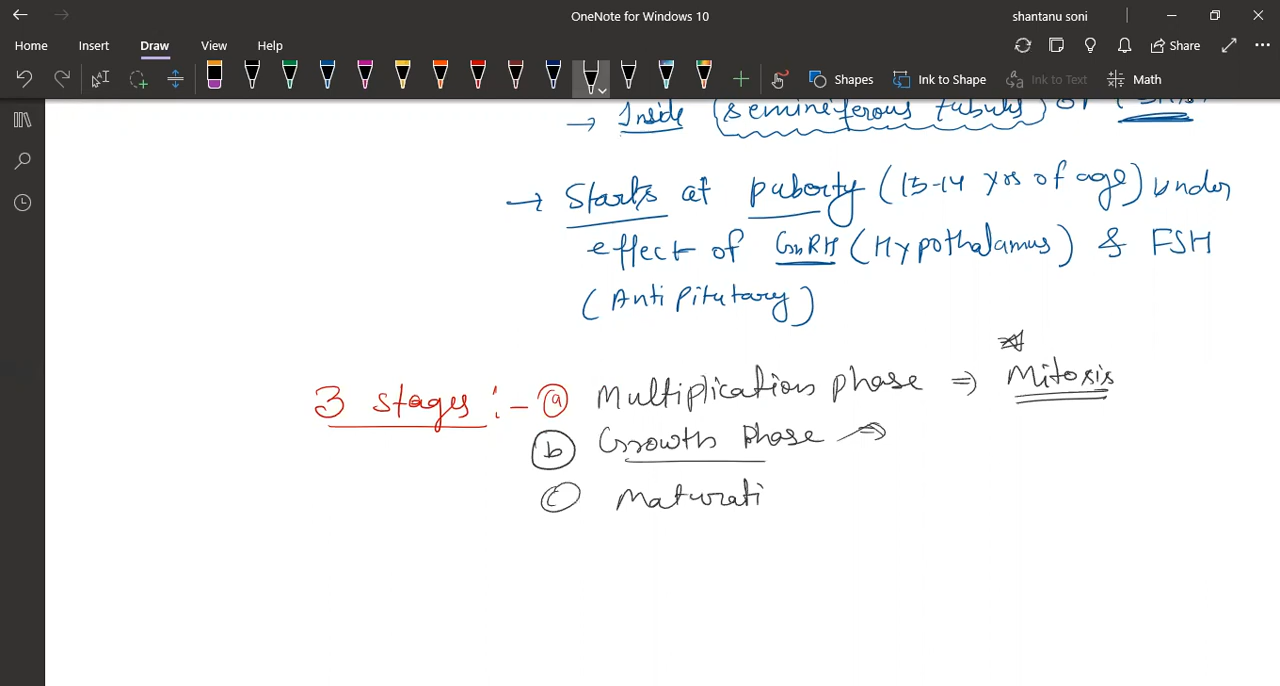 OneNote for Windows 10
shantanu soni
Home Insert Draw View Help
Share
Shapes Ink to Shape Ink to Text Math
→ Inside (seminiferous tubules) of
→ Starts at puberty (13-14 yrs of age) under
effect of GnRH (Hypothalamus) & FSH
(Anti pitutary)
3 stages :- (a) Multiplication phase ⇒ Mitosis
(b) Growth phase ⇒
(c) Maturati